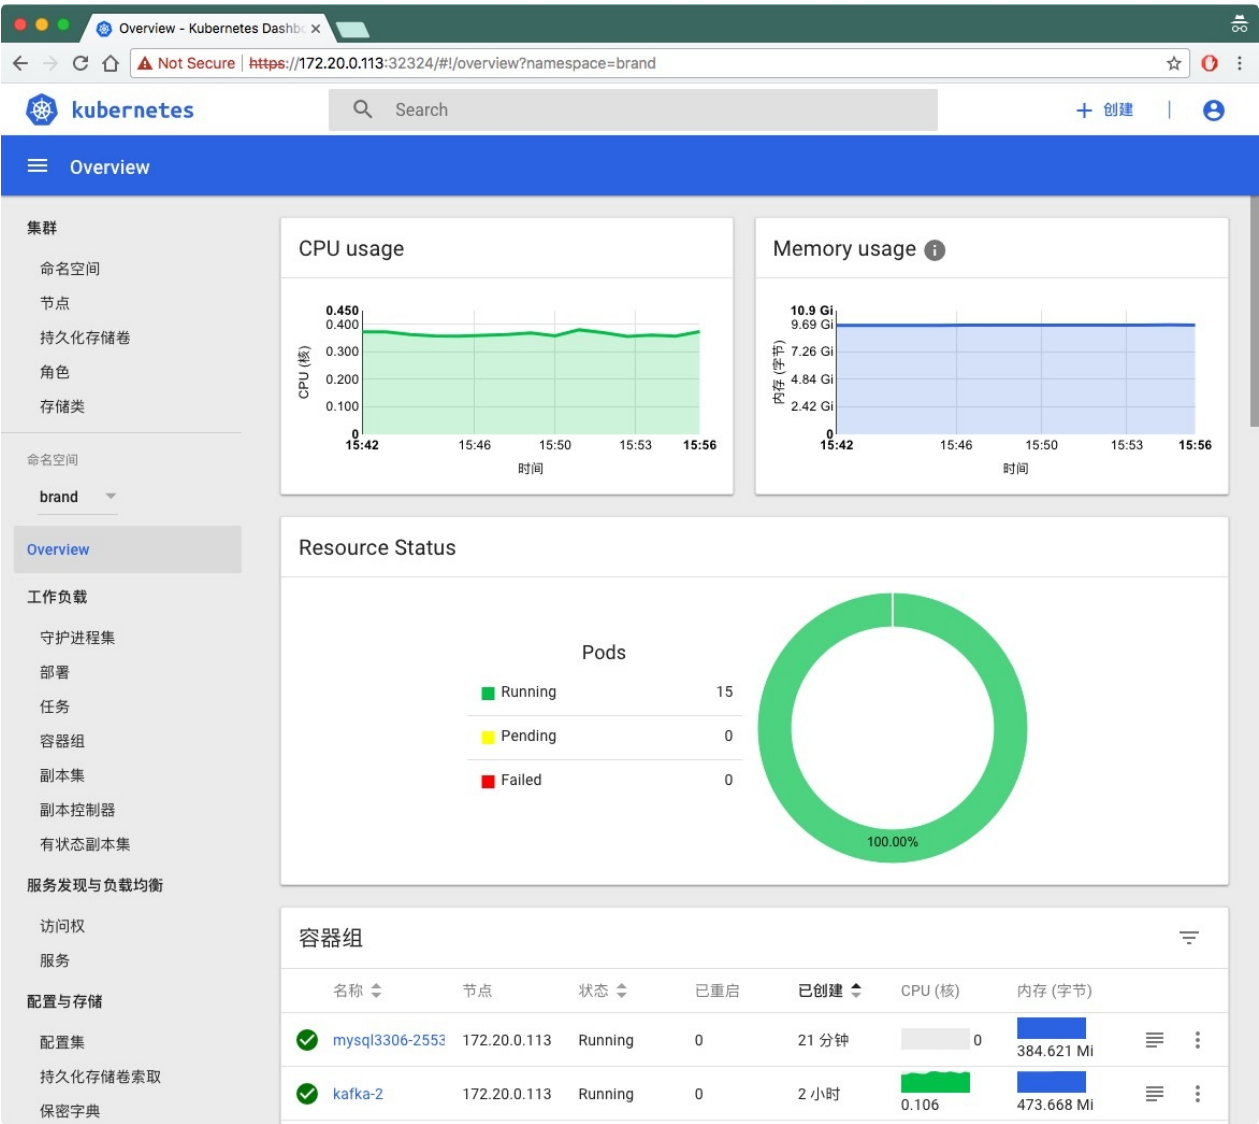 Overview - Kubernetes Dashb
Not Secure | https://172.20.0.113:32324/#!/overview?namespace=brand
kubernetes
Search
创建
Overview
集群
命名空间
节点
持久化存储卷
角色
存储类
命名空间
brand
Overview
工作负载
守护进程集
部署
任务
容器组
副本集
副本控制器
有状态副本集
服务发现与负载均衡
访问权
服务
配置与存储
配置集
持久化存储卷索取
保密字典
CPU usage
CPU (核)
0.450
0.400
0.300
0.200
0.100
0
15:42 15:46 15:50 15:53 15:56
时间
Memory usage
内存 (字节)
10.9 Gi
9.69 Gi
7.26 Gi
4.84 Gi
2.42 Gi
0
15:42 15:46 15:50 15:53 15:56
时间
Resource Status
Pods
Running 15
Pending 0
Failed 0
100.00%
容器组
名称 节点 状态 已重启 已创建 CPU (核) 内存 (字节)
mysql3306-2553 172.20.0.113 Running 0 21 分钟 0 384.621 Mi
kafka-2 172.20.0.113 Running 0 2 小时 0.106 473.668 Mi